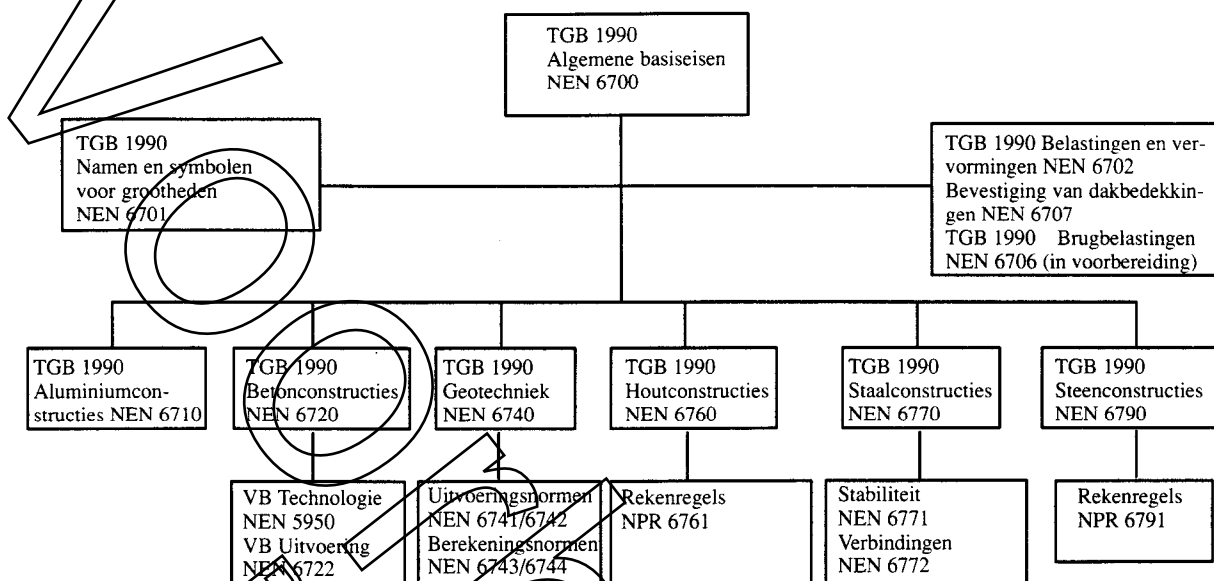 TGB 1990
Algemene basiseisen
NEN 6700
TGB 1990
Namen en symbolen
voor grootheden
NEN 6701
TGB 1990 Belastingen en ver-
vormingen NEN 6702
Bevestiging van dakbedekkin-
gen NEN 6707
TGB 1990 Brugbelastingen
NEN 6706 (in voorbereiding)
TGB 1990
Aluminiumcon-
structies NEN 6710
TGB 1990
Betonconstructies
NEN 6720
TGB 1990
Geotechniek
NEN 6740
TGB 1990
Houtconstructies
NEN 6760
TGB 1990
Staalconstructies
NEN 6770
TGB 1990
Steenconstructies
NEN 6790
VB Technologie
NEN 5950
VB Uitvoering
NEN 6722
Uitvoeringsnormen
NEN 6741/6742
Berekeningsnormen
NEN 6743/6744
Rekenregels
NPR 6761
Stabiliteit
NEN 6771
Verbindingen
NEN 6772
Rekenregels
NPR 6791